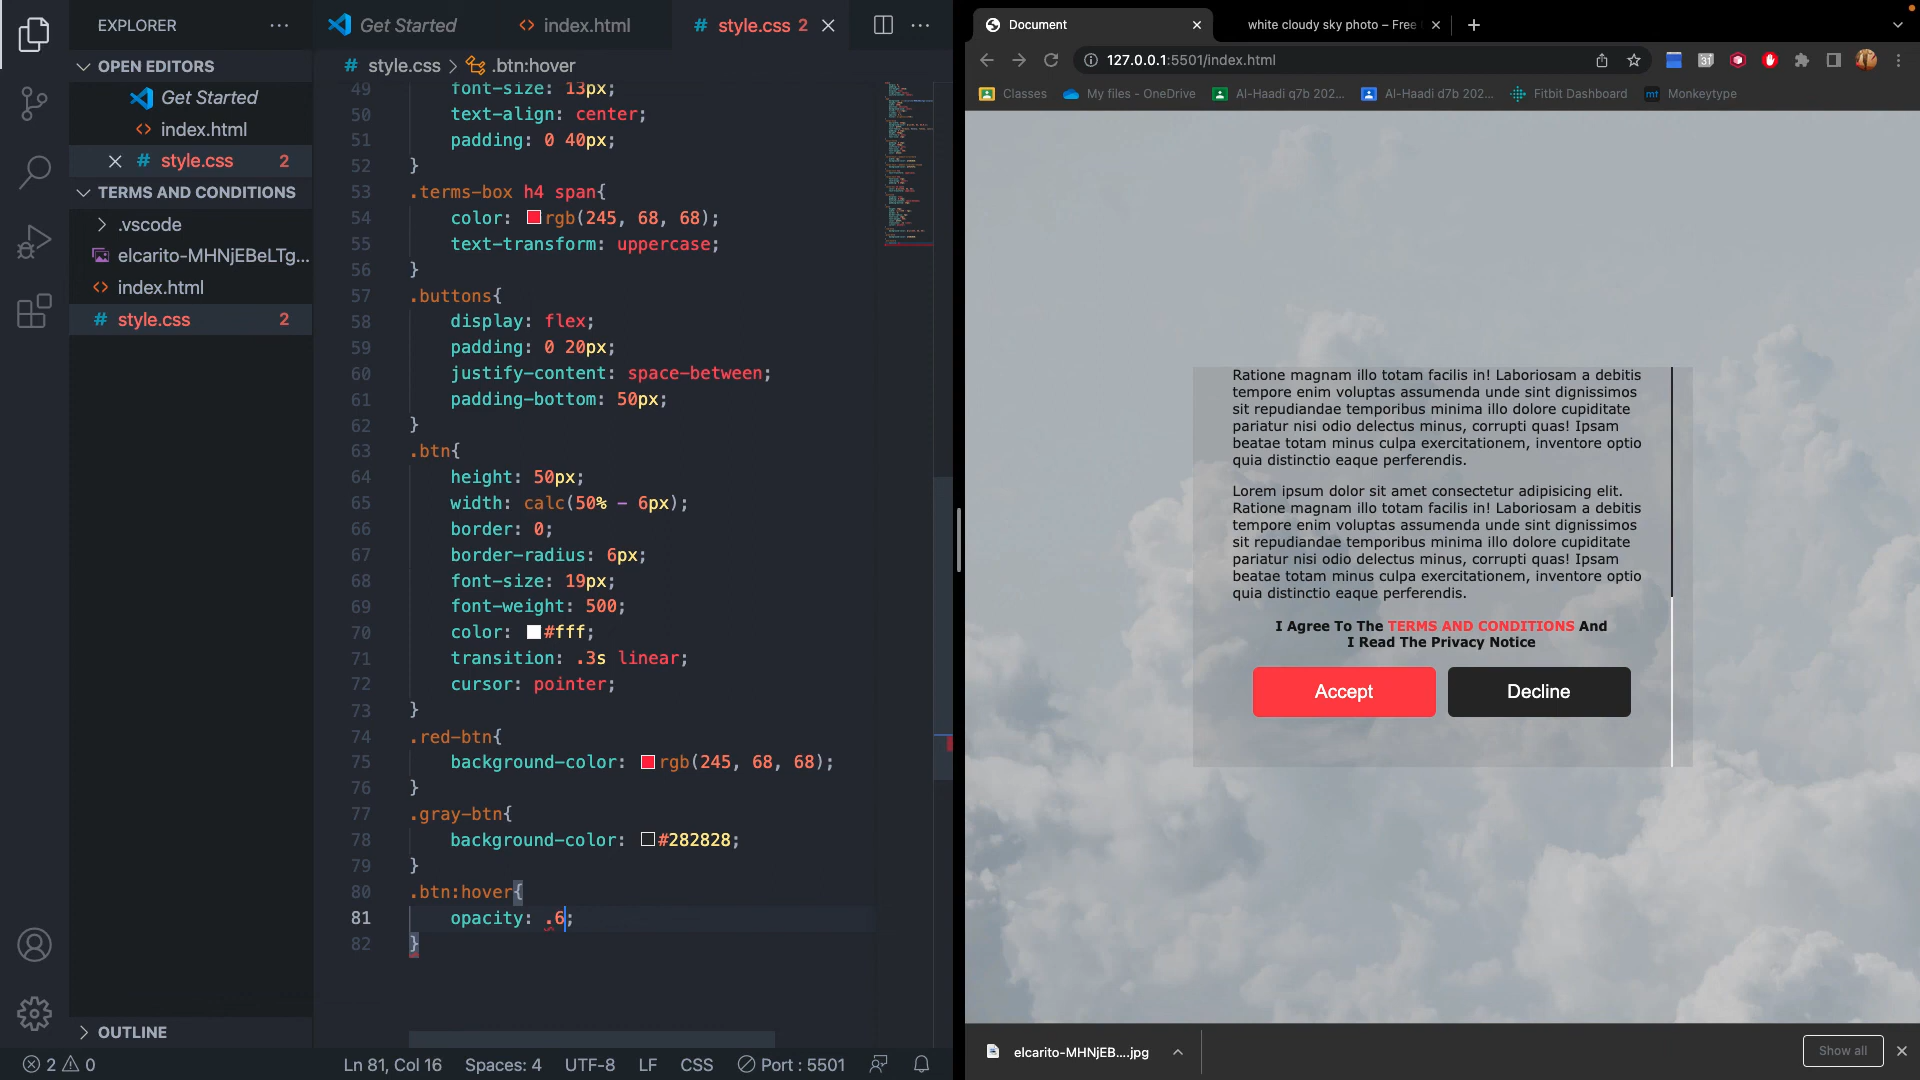 EXPLORER
OPEN EDITORS
Get Started
index.html
style.css 2
TERMS AND CONDITIONS
.vscode
elcarito-MHNjEBeLTg...
index.html
style.css 2
OUTLINE
Get Started
index.html
# style.css 2
# style.css > .btn:hover
49 font-size: 13px;
50 text-align: center;
51 padding: 0 40px;
52 }
53 .terms-box h4 span{
54 color: rgb(245, 68, 68);
55 text-transform: uppercase;
56 }
57 .buttons{
58 display: flex;
59 padding: 0 20px;
60 justify-content: space-between;
61 padding-bottom: 50px;
62 }
63 .btn{
64 height: 50px;
65 width: calc(50% - 6px);
66 border: 0;
67 border-radius: 6px;
68 font-size: 19px;
69 font-weight: 500;
70 color: #fff;
71 transition: .3s linear;
72 cursor: pointer;
73 }
74 .red-btn{
75 background-color: rgb(245, 68, 68);
76 }
77 .gray-btn{
78 background-color: #282828;
79 }
80 .btn:hover{
81 opacity: .6;
82 }
2 0
Ln 81, Col 16 Spaces: 4 UTF-8 LF CSS Port : 5501
Document
white cloudy sky photo – Free
127.0.0.1:5501/index.html
31
Classes My files - OneDrive Al-Haadi q7b 202... Al-Haadi d7b 202... Fitbit Dashboard mt Monkeytype
Ratione magnam illo totam facilis in! Laboriosam a debitis
tempore enim voluptas assumenda unde sint dignissimos
sit repudiandae temporibus minima illo dolore cupiditate
pariatur nisi odio delectus minus, corrupti quas! Ipsam
beatae totam minus culpa exercitationem, inventore optio
quia distinctio eaque perferendis.
Lorem ipsum dolor sit amet consectetur adipisicing elit.
Ratione magnam illo totam facilis in! Laboriosam a debitis
tempore enim voluptas assumenda unde sint dignissimos
sit repudiandae temporibus minima illo dolore cupiditate
pariatur nisi odio delectus minus, corrupti quas! Ipsam
beatae totam minus culpa exercitationem, inventore optio
quia distinctio eaque perferendis.
I Agree To The TERMS AND CONDITIONS And
I Read The Privacy Notice
Accept
Decline
elcarito-MHNjEB....jpg
Show all